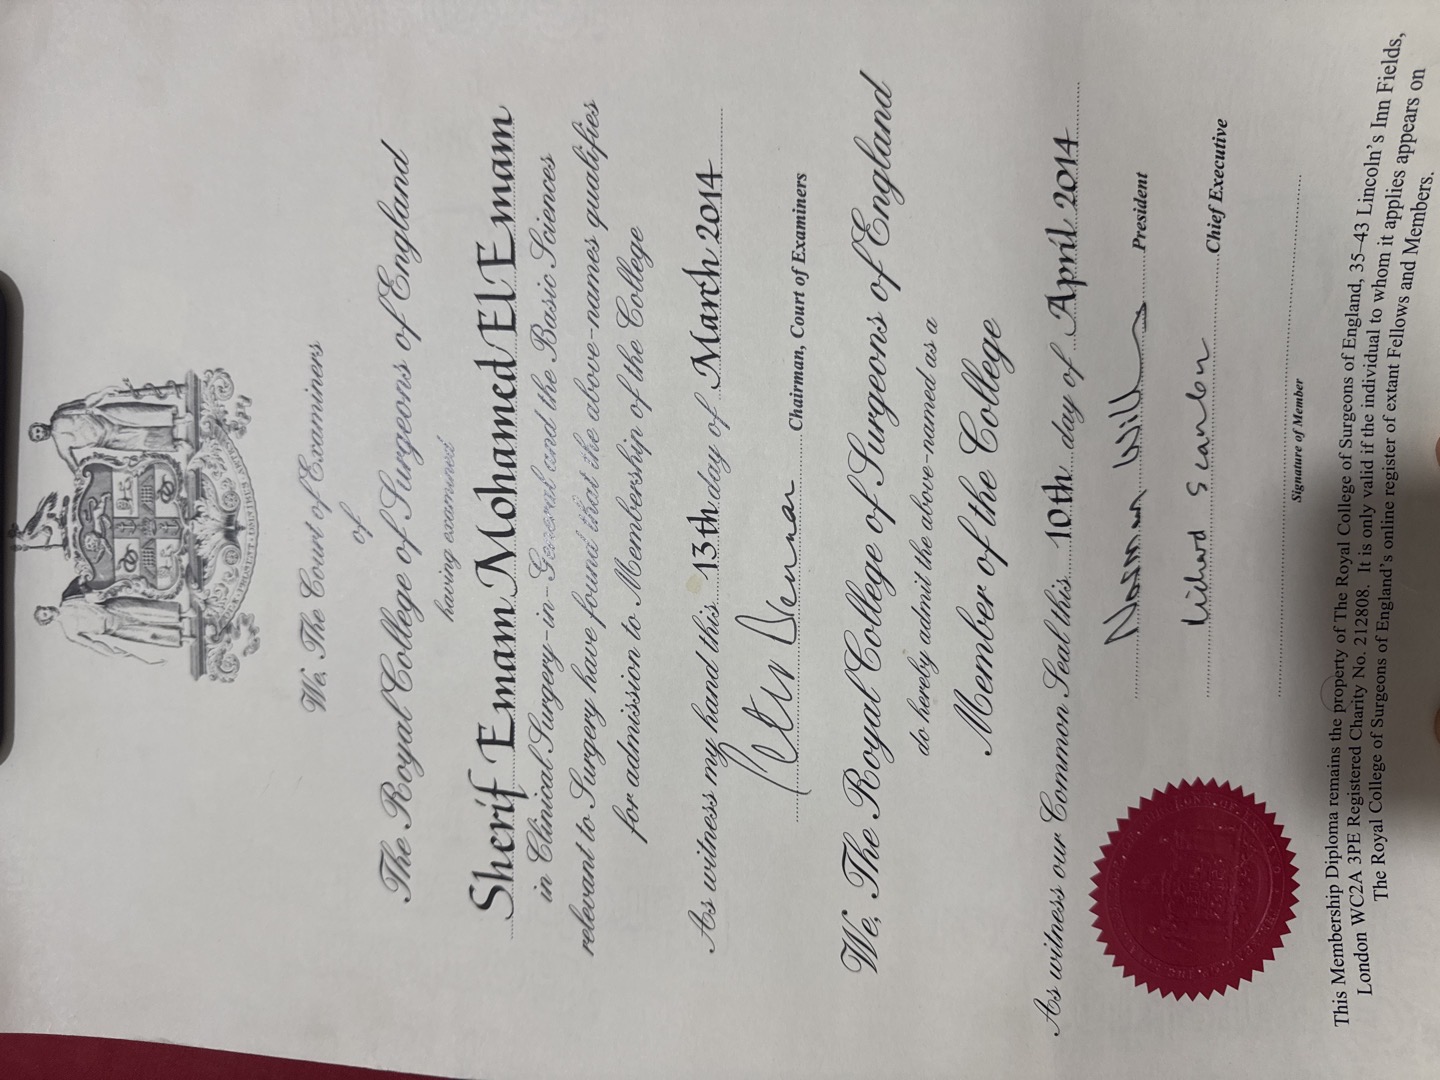 We, The Court of Examiners
of
The Royal College of Surgeons of England
having examined
Sherif Emam Mohamed El Emam
in Clinical Surgery-in-General and the Basic Sciences
relevant to Surgery have found that the above-names qualifies
for admission to Membership of the College
As witness my hand this 13th day of March 2014
Chairman, Court of Examiners
We, The Royal College of Surgeons of England
do hereby admit the above-named as a
Member of the College
As witness our Common Seal this 10th day of April 2014
President
Richard Scanlon Chief Executive
Signature of Member
This Membership Diploma remains the property of The Royal College of Surgeons of England, 35–43 Lincoln's Inn Fields,
London WC2A 3PE Registered Charity No. 212808. It is only valid if the individual to whom it applies appears on
The Royal College of Surgeons of England's online register of extant Fellows and Members.